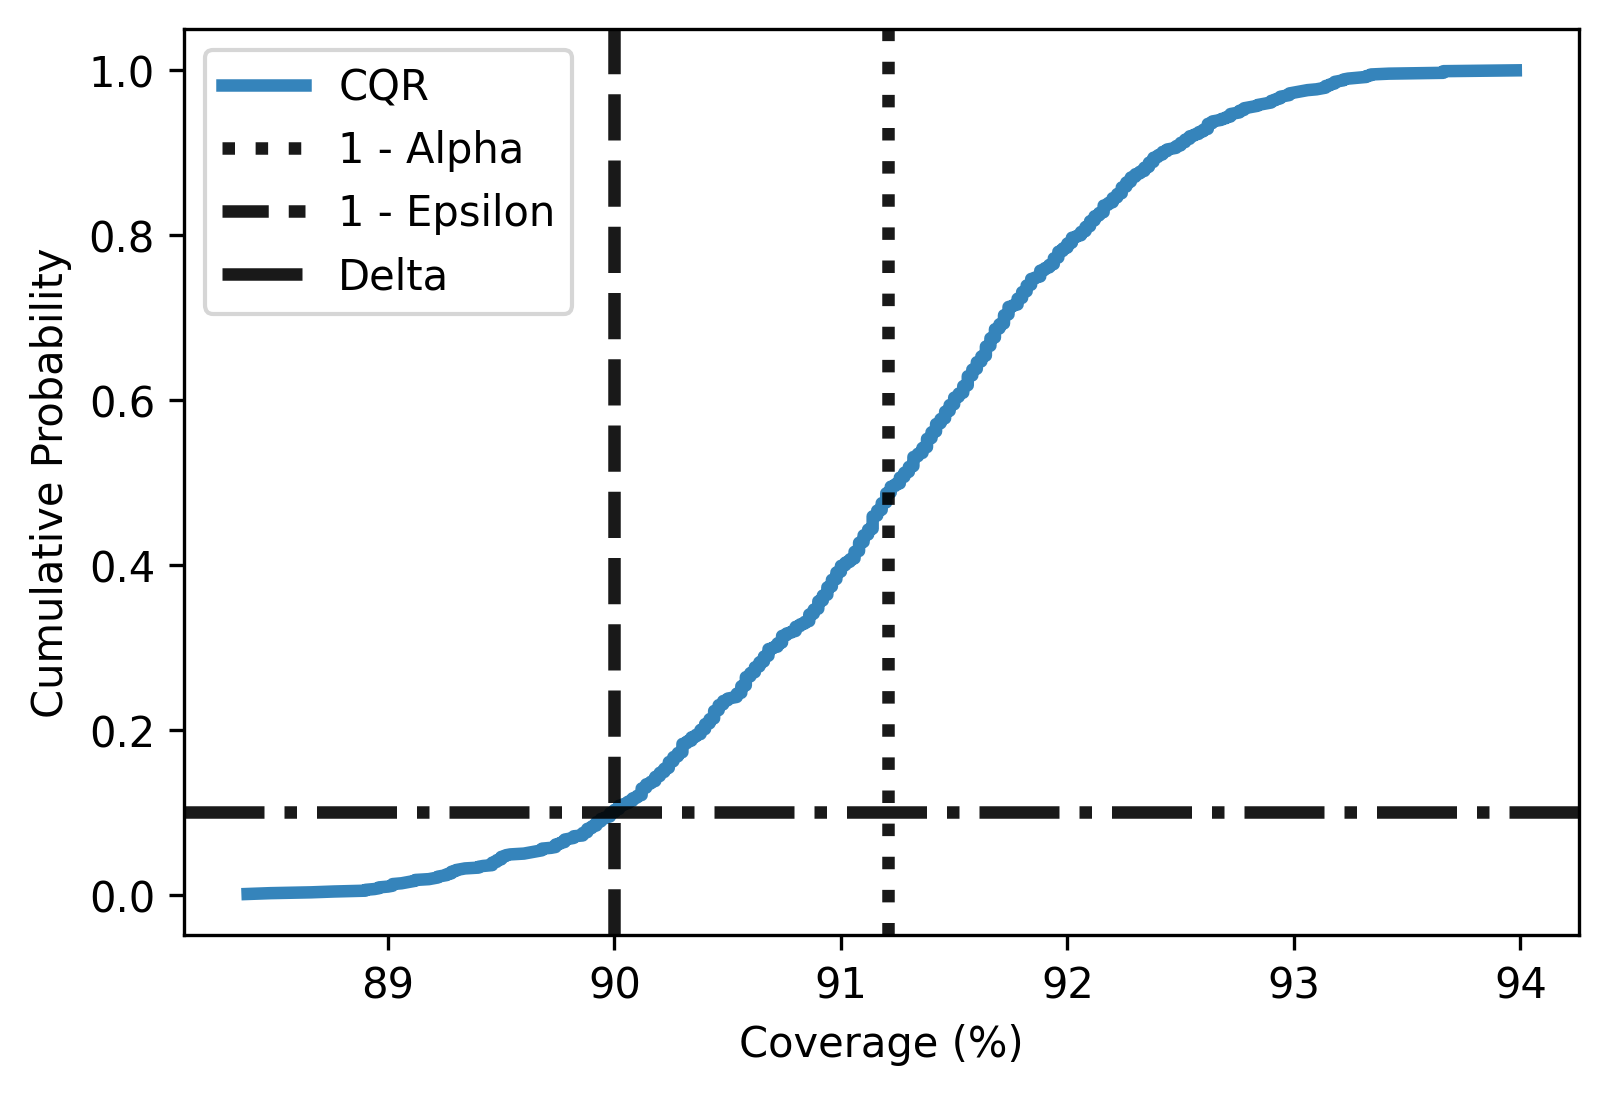 CQR
1 - Alpha
1 - Epsilon
Delta
Cumulative Probability
1.0
0.8
0.6
0.4
0.2
0.0
89 90 91 92 93 94
Coverage (%)